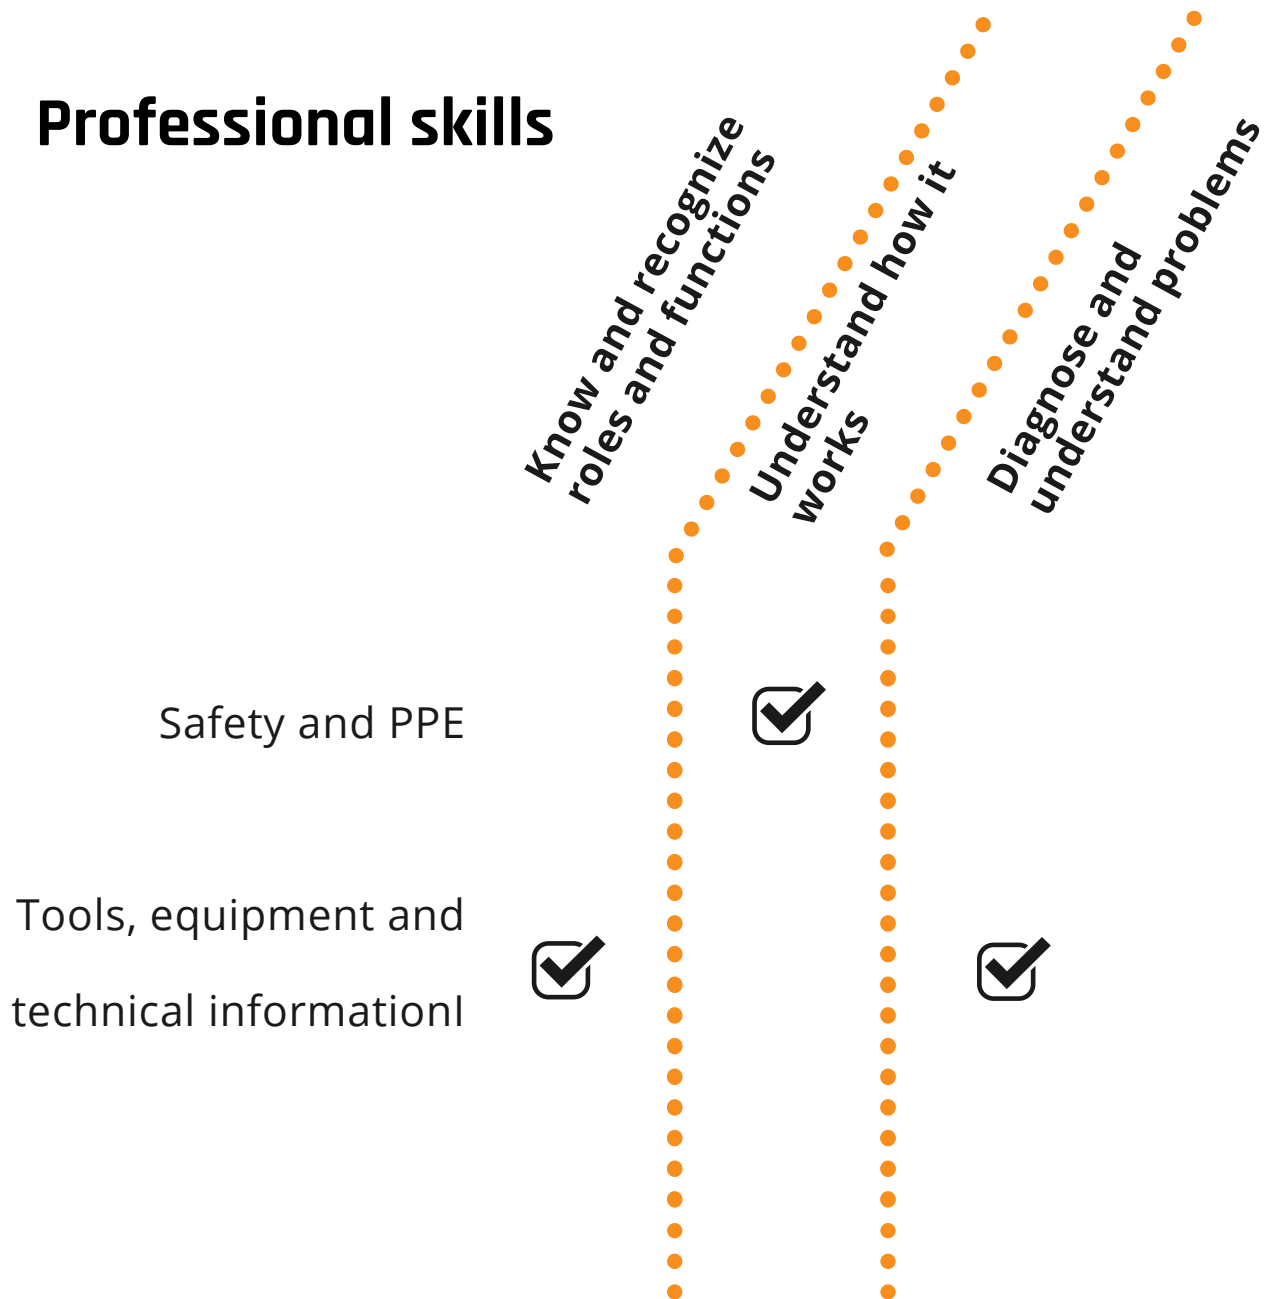 Professional skills
Know and recognize
roles and functions
Understand how it
works
Diagnose and
understand problems
Safety and PPE
Tools, equipment and
technical informationl